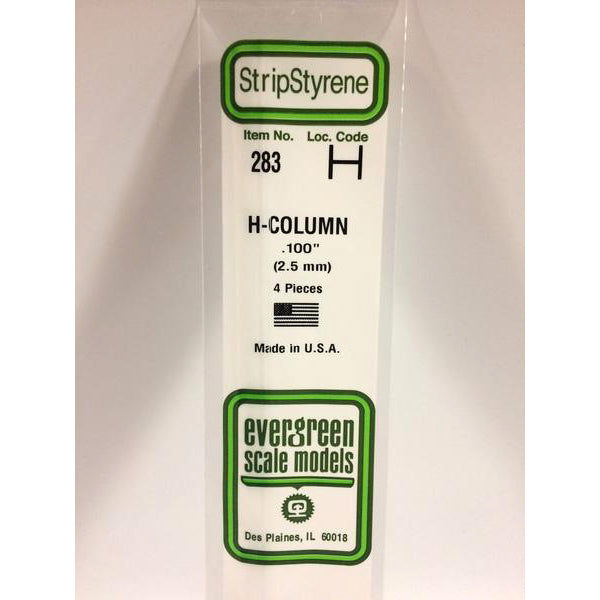 StripStyrene
Item No. Loc. Code
283 H
H-COLUMN
.100"
(2.5 mm)
4 Pieces
Made in U.S.A.
evergreen
scale models
Des Plaines, IL 60018